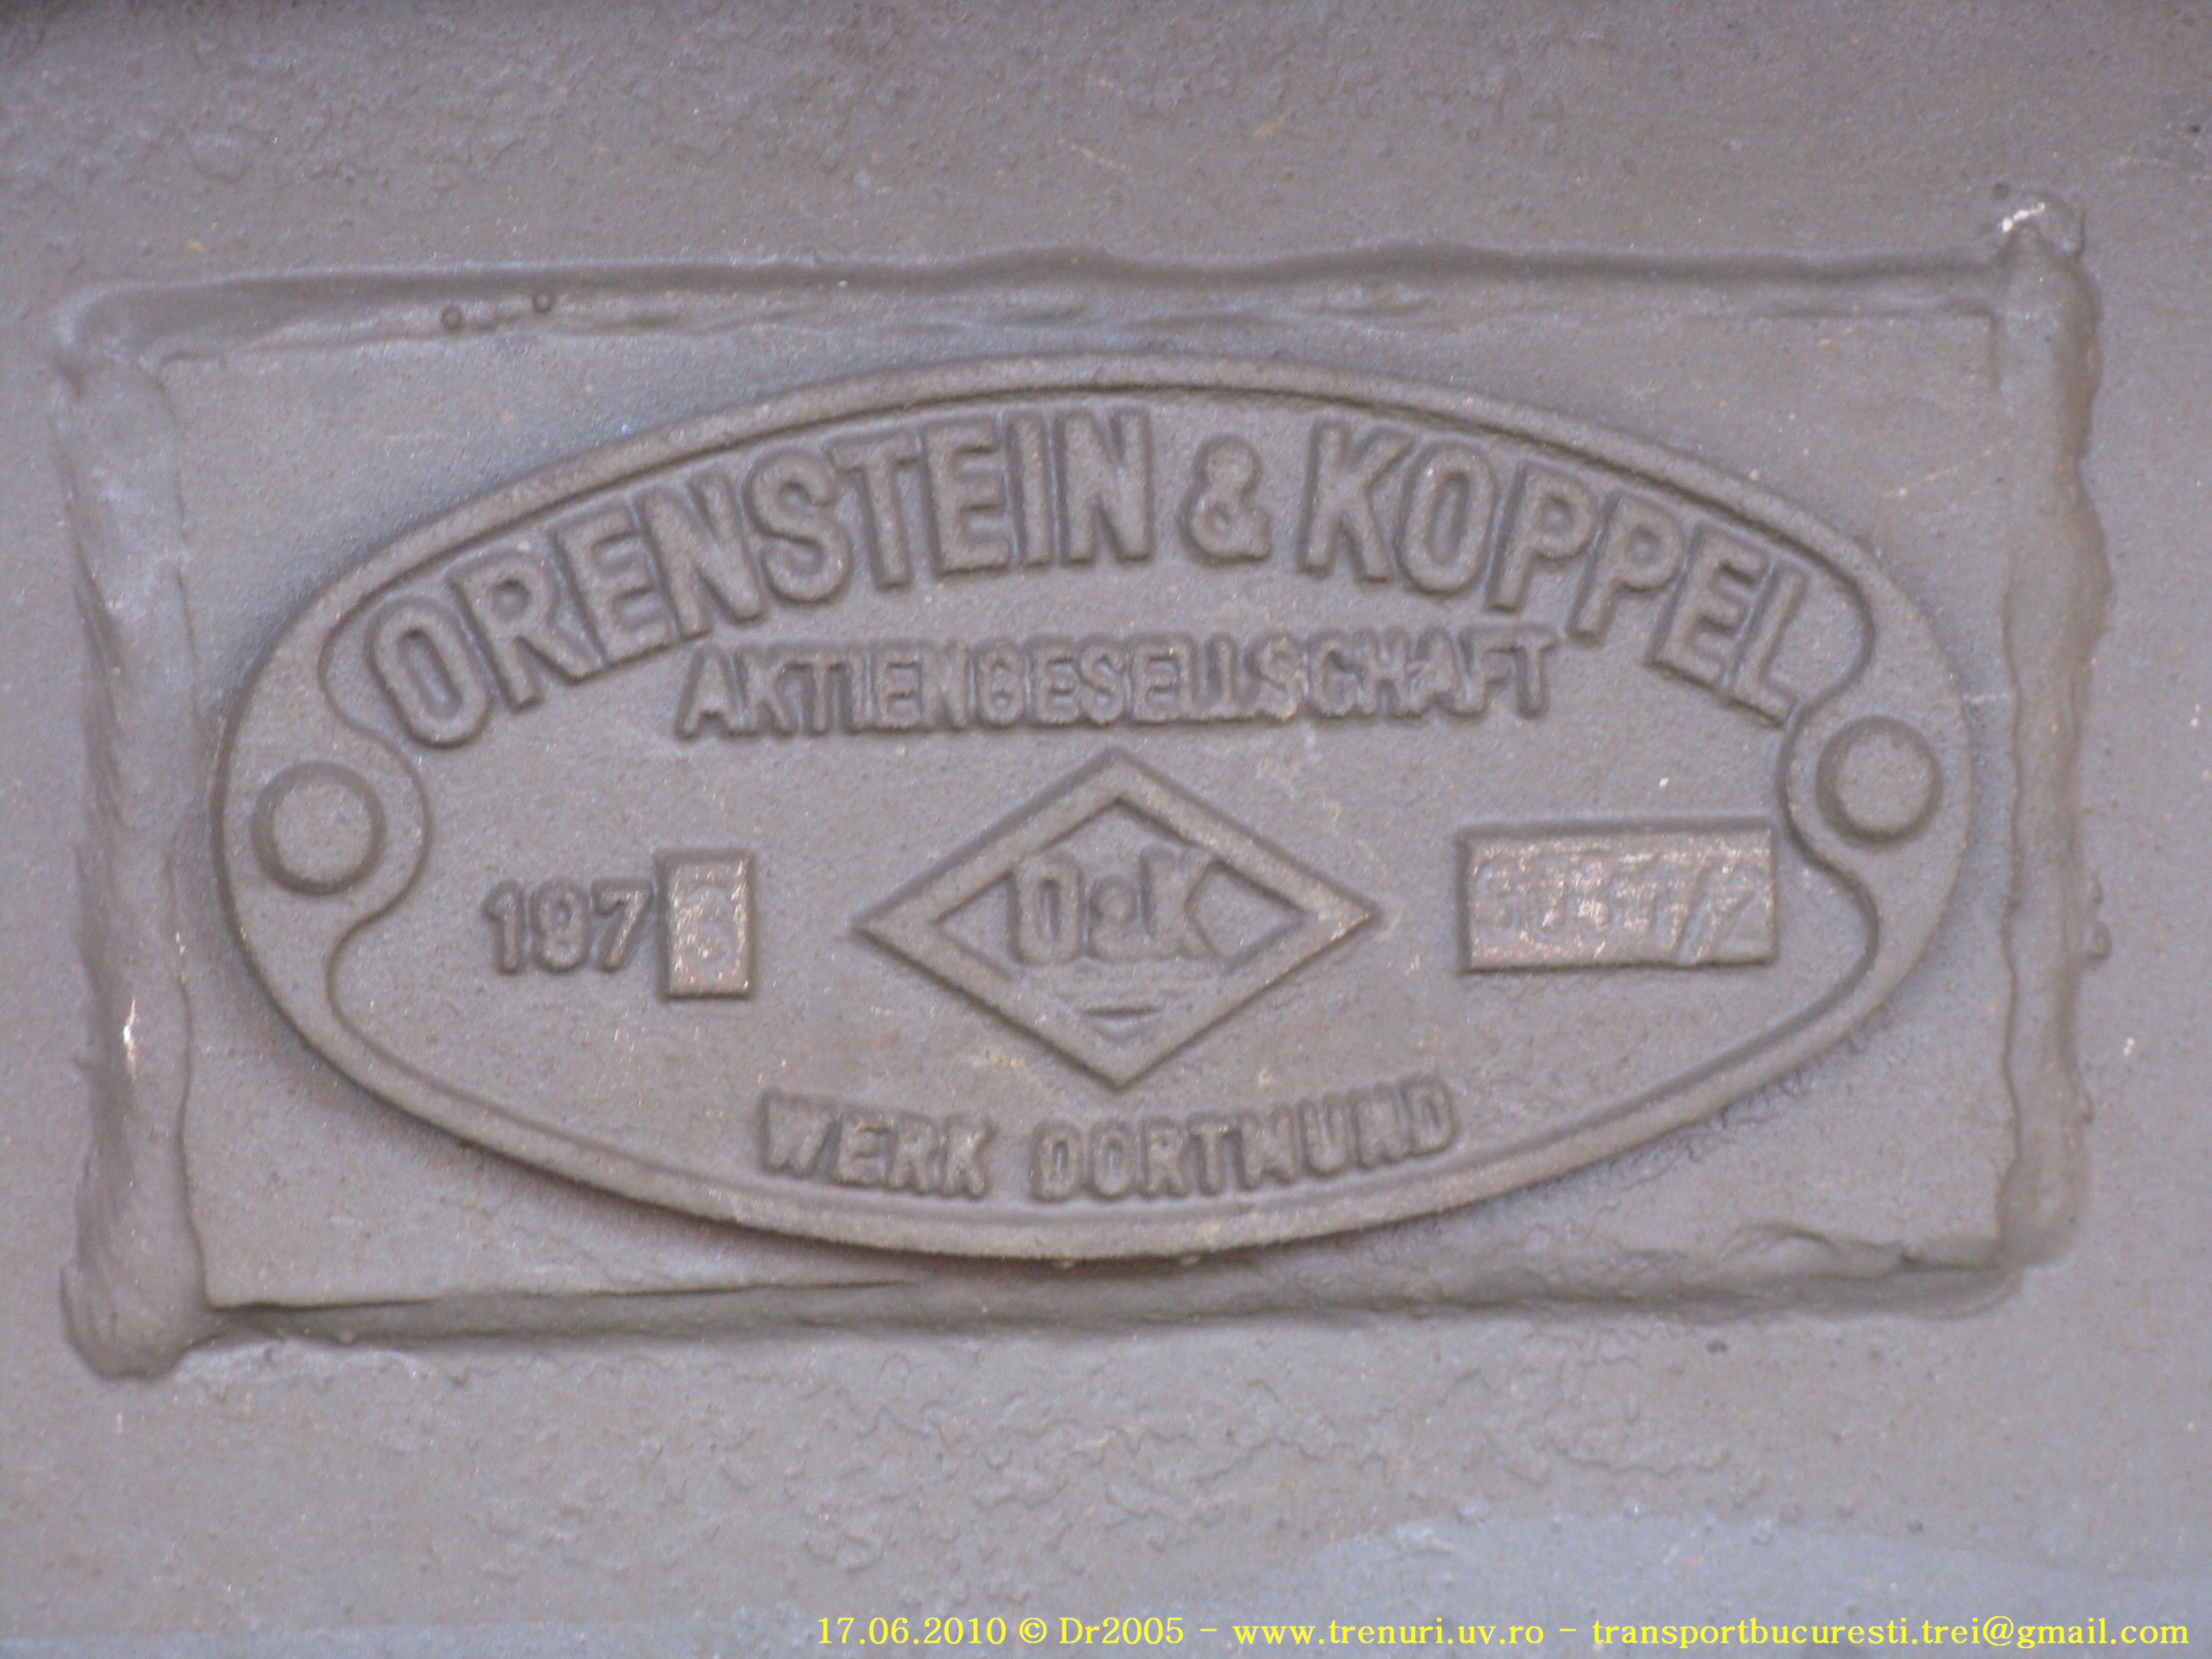 ORENSTEIN & KOPPEL
AKTIENGESELLSCHAFT
197
O&K
WERK DORTMUND
17.06.2010 © Dr2005 - www.trenuri.uv.ro - transportbucuresti.trei@gmail.com